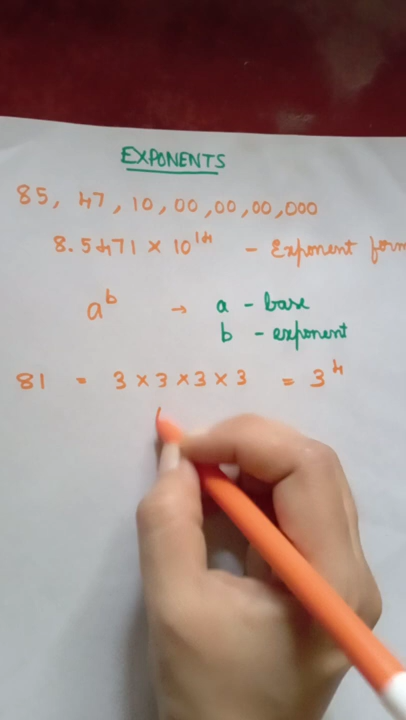 EXPONENTS
85, 47, 10, 00, 00, 00, 000
8.5471 × 10¹⁴ - Exponent form
aᵇ → a - base
b - exponent
81 = 3 × 3 × 3 × 3 = 3⁴